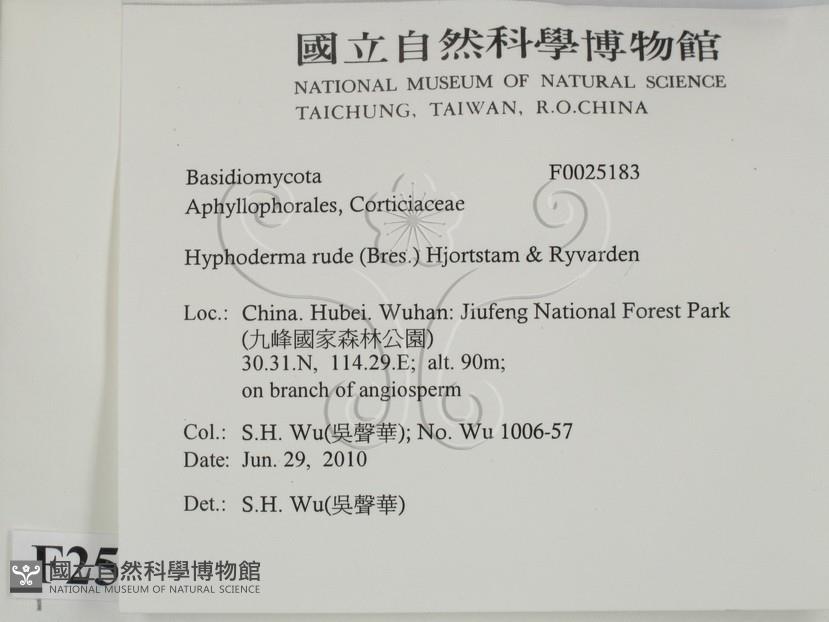 國立自然科學博物館
NATIONAL MUSEUM OF NATURAL SCIENCE
TAICHUNG, TAIWAN, R.O.CHINA
Basidiomycota F0025183
Aphyllophorales, Corticiaceae
Hyphoderma rude (Bres.) Hjortstam & Ryvarden
Loc.: China. Hubei. Wuhan: Jiufeng National Forest Park
(九峰國家森林公園)
30.31.N, 114.29.E; alt. 90m;
on branch of angiosperm
Col.: S.H. Wu(吳聲華); No. Wu 1006-57
Date: Jun. 29, 2010
Det.: S.H. Wu(吳聲華)
F25
國立自然科學博物館
NATIONAL MUSEUM OF NATURAL SCIENCE